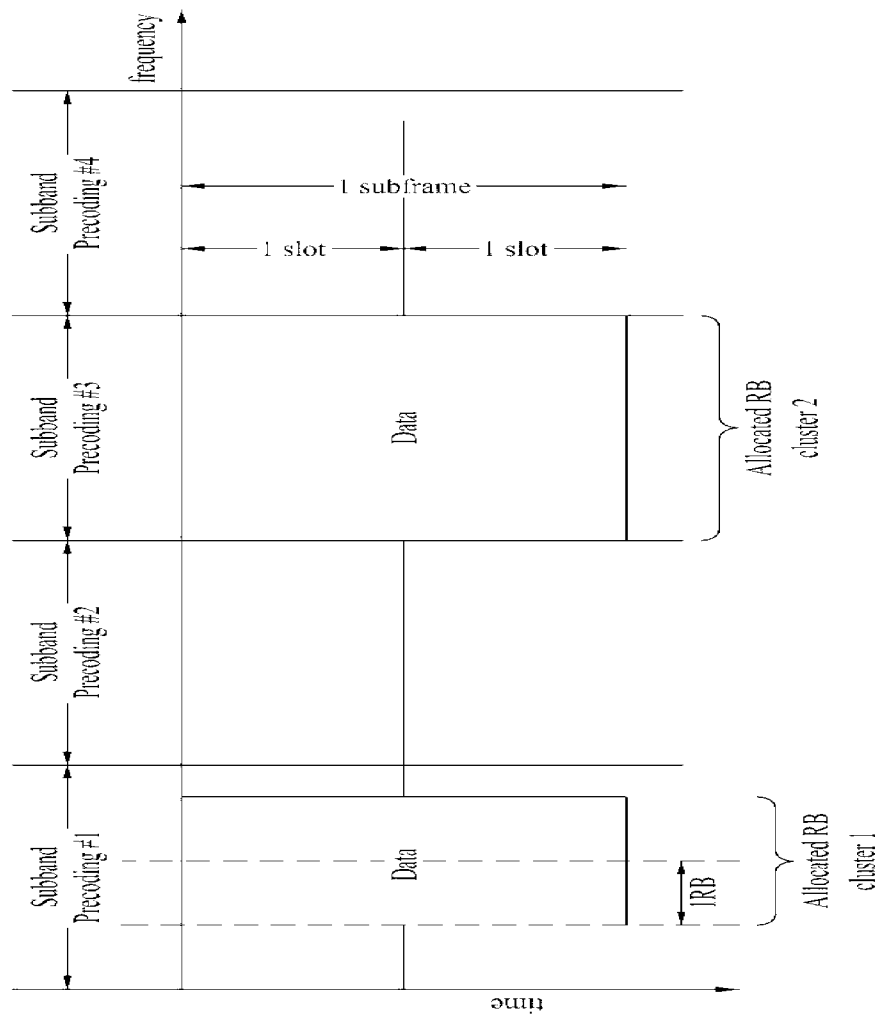 frequency
Subband
Precoding #4
1 subframe
1 slot
1 slot
Subband
Precoding #3
Data
Allocated RB
cluster 2
Subband
Precoding #2
Subband
Precoding #1
Data
1RB
Allocated RB
cluster 1
time